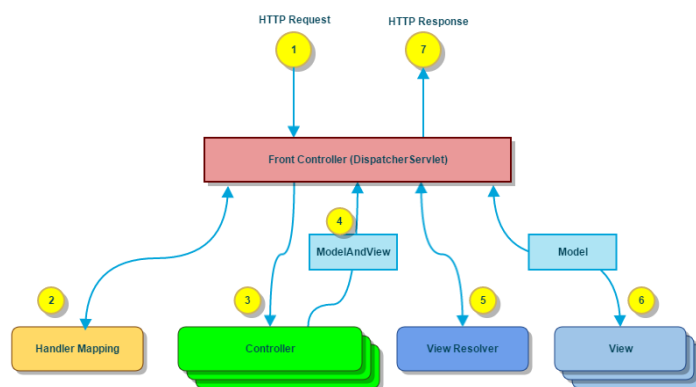 HTTP Request
HTTP Response
1
7
Front Controller (DispatcherServlet)
4
ModelAndView
Model
2
3
5
6
Handler Mapping
Controller
View Resolver
View